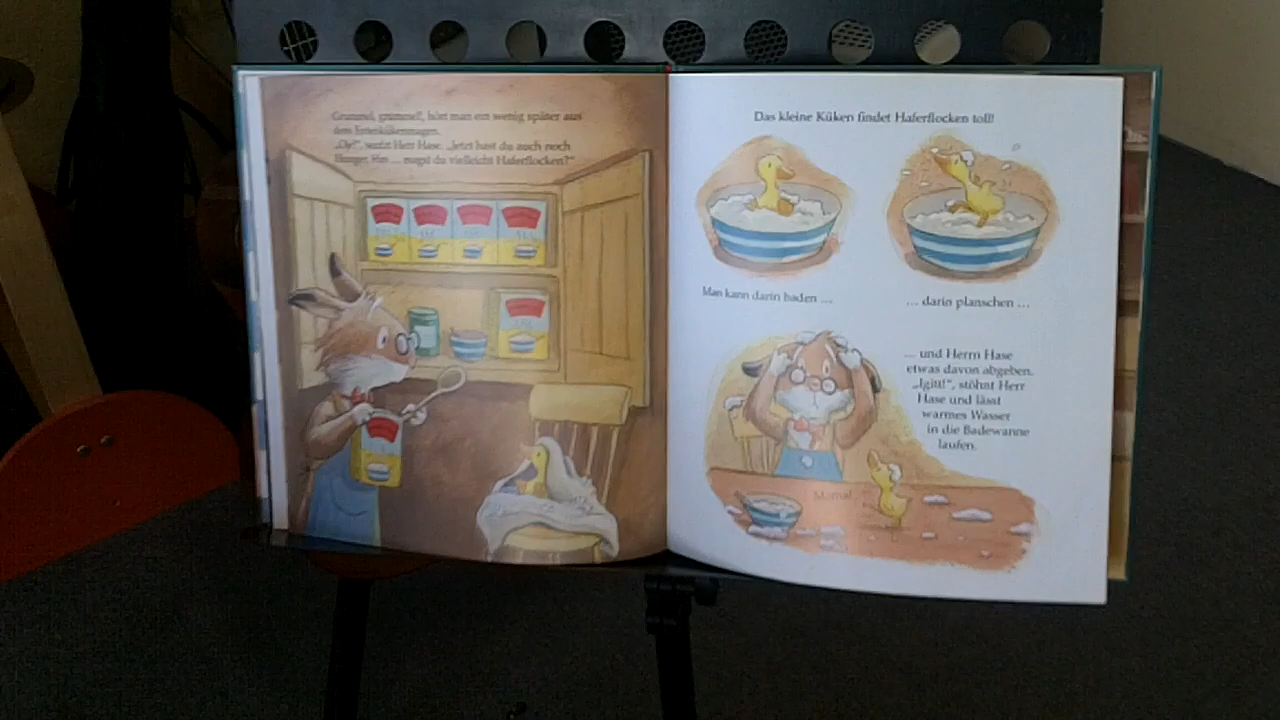 Grummel, grummel!, hört man ein wenig später aus
dem Entenkükenmagen.
„Oje!“, seufzt Herr Hase. „Jetzt hast du auch noch
Hunger. Hm ... magst du vielleicht Haferflocken?“
Das kleine Küken findet Haferflocken toll!
Man kann darin baden ...
... darin planschen ...
... und Herrn Hase
etwas davon abgeben.
„Igitt!“, stöhnt Herr
Hase und lässt
warmes Wasser
in die Badewanne
laufen.
Mama!